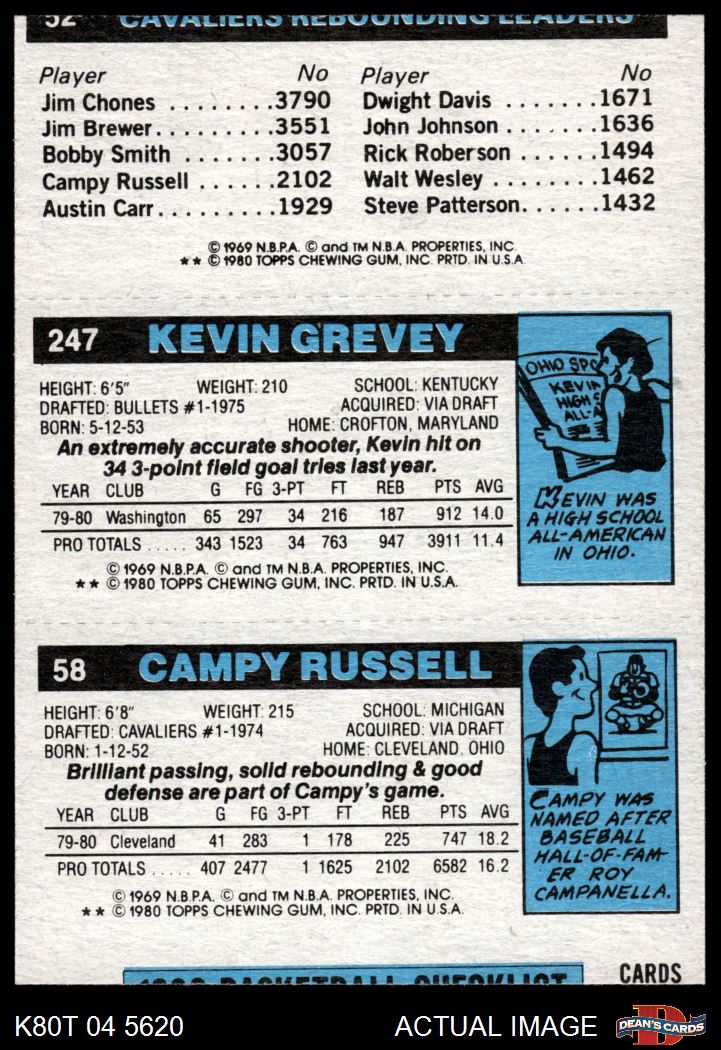 52 CAVALIERS REBOUNDING LEADERS
Player No Player No
Jim Chones ........3790 Dwight Davis .......1671
Jim Brewer.........3551 John Johnson ......1636
Bobby Smith .......3057 Rick Roberson ......1494
Campy Russell ......2102 Walt Wesley ........1462
Austin Carr.........1929 Steve Patterson......1432
© 1969 N.B.P.A. © and TM N.B.A. PROPERTIES, INC.
** © 1980 TOPPS CHEWING GUM, INC. PRTD. IN U.S.A.
247 KEVIN GREVEY
HEIGHT: 6'5" WEIGHT: 210 SCHOOL: KENTUCKY
DRAFTED: BULLETS #1-1975 ACQUIRED: VIA DRAFT
BORN: 5-12-53 HOME: CROFTON, MARYLAND
An extremely accurate shooter, Kevin hit on
34 3-point field goal tries last year.
YEAR CLUB G FG 3-PT FT REB PTS AVG
79-80 Washington 65 297 34 216 187 912 14.0
PRO TOTALS ..... 343 1523 34 763 947 3911 11.4
© 1969 N.B.P.A. © and TM N.B.A. PROPERTIES, INC.
** © 1980 TOPPS CHEWING GUM, INC. PRTD. IN U.S.A.
OHIO SPO
KEVIN
HIGH S
ALL-A
KEVIN WAS
A HIGH SCHOOL
ALL-AMERICAN
IN OHIO.
58 CAMPY RUSSELL
HEIGHT: 6'8" WEIGHT: 215 SCHOOL: MICHIGAN
DRAFTED: CAVALIERS #1-1974 ACQUIRED: VIA DRAFT
BORN: 1-12-52 HOME: CLEVELAND, OHIO
Brilliant passing, solid rebounding & good
defense are part of Campy's game.
YEAR CLUB G FG 3-PT FT REB PTS AVG
79-80 Cleveland 41 283 1 178 225 747 18.2
PRO TOTALS ..... 407 2477 1 1625 2102 6582 16.2
© 1969 N.B.P.A. © and TM N.B.A. PROPERTIES, INC.
** © 1980 TOPPS CHEWING GUM, INC. PRTD. IN U.S.A.
CAMPY WAS
NAMED AFTER
BASEBALL
HALL-OF-FAM-
ER ROY
CAMPANELLA.
1980 BASKETBALL CHECKLIST CARDS
K80T 04 5620 ACTUAL IMAGE D DEAN'S CARDS